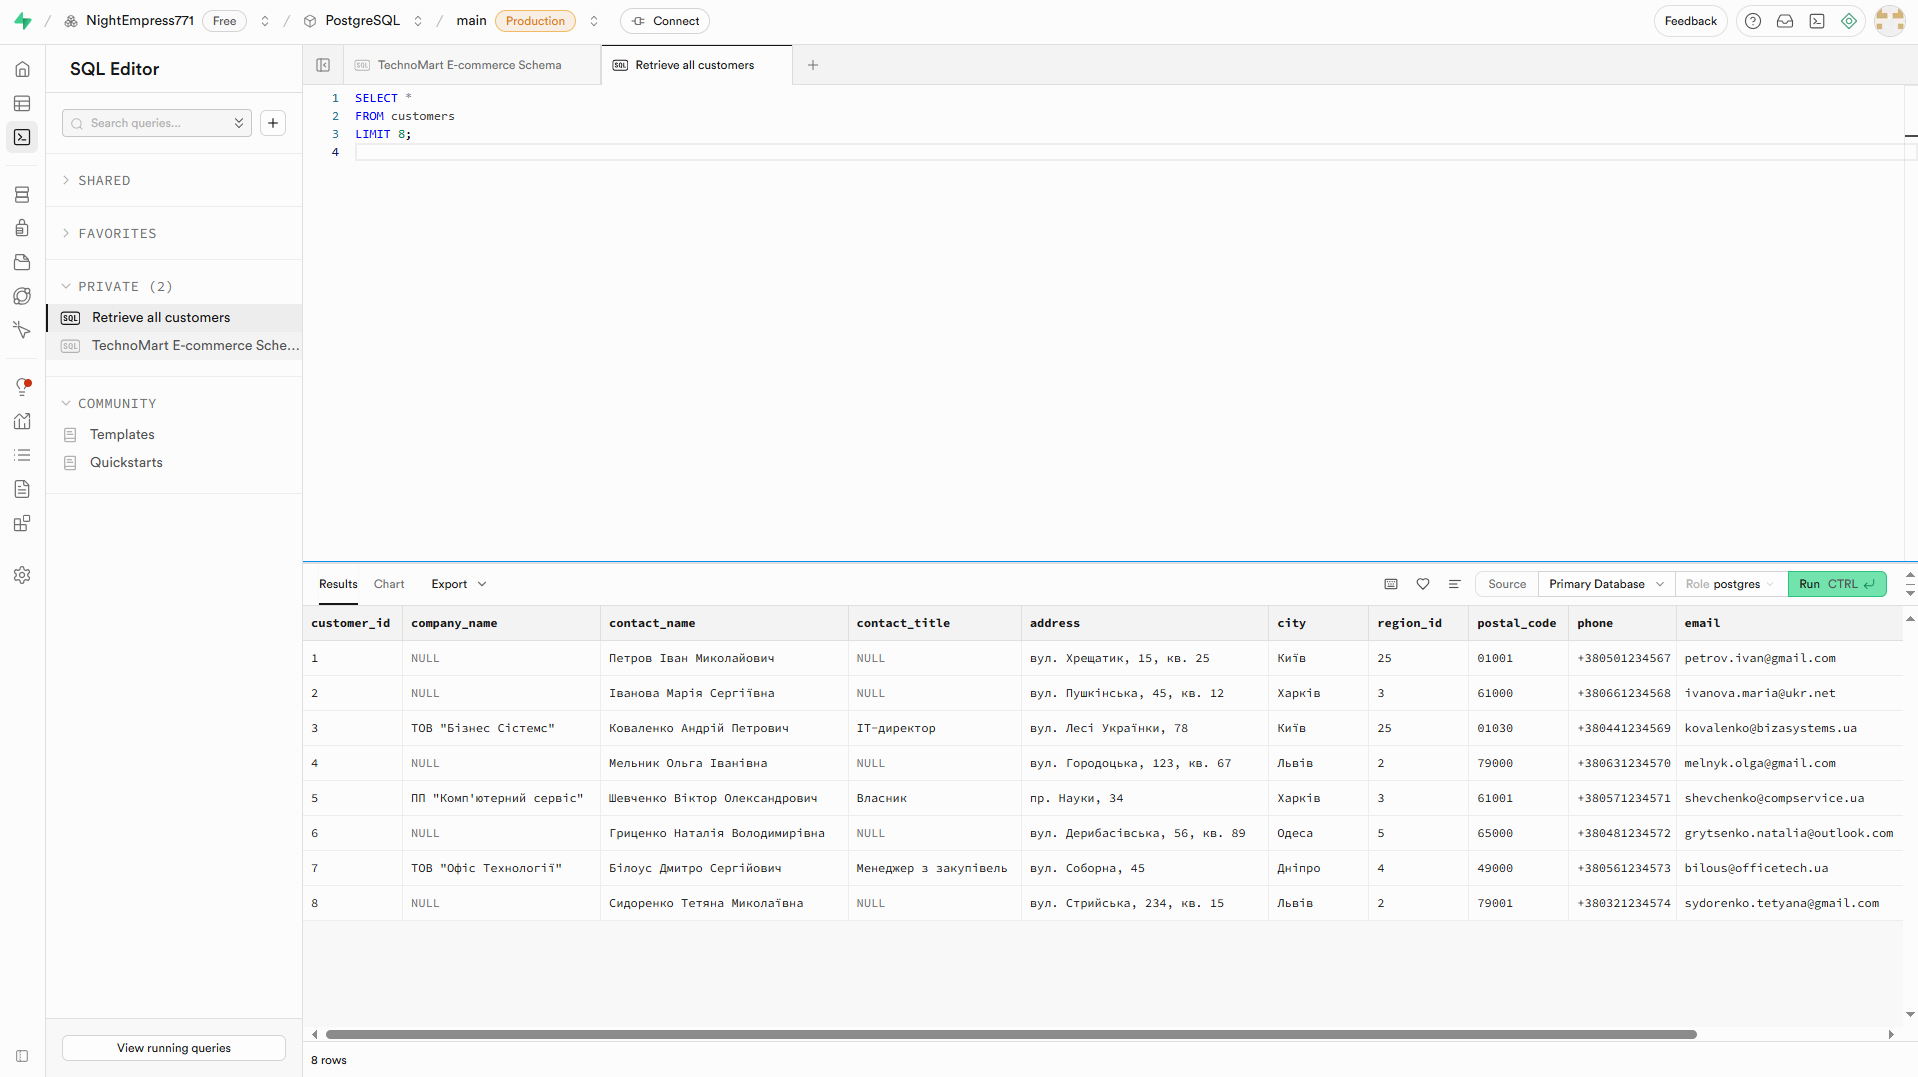 / NightEmpress771 Free / PostgreSQL / main Production Connect Feedback
SQL Editor
Search queries...
SHARED
FAVORITES
PRIVATE (2)
SQL Retrieve all customers
SQL TechnoMart E-commerce Sche...
COMMUNITY
Templates
Quickstarts
View running queries
SQL TechnoMart E-commerce Schema SQL Retrieve all customers
1 SELECT *
2 FROM customers
3 LIMIT 8;
4
Results Chart Export Source Primary Database Role postgres Run CTRL
customer_id company_name contact_name contact_title address city region_id postal_code phone email
1 NULL Петров Іван Миколайович NULL вул. Хрещатик, 15, кв. 25 Київ 25 01001 +380501234567 petrov.ivan@gmail.com
2 NULL Іванова Марія Сергіївна NULL вул. Пушкінська, 45, кв. 12 Харків 3 61000 +380661234568 ivanova.maria@ukr.net
3 ТОВ "Бізнес Сістемс" Коваленко Андрій Петрович ІТ-директор вул. Лесі Українки, 78 Київ 25 01030 +380441234569 kovalenko@bizasystems.ua
4 NULL Мельник Ольга Іванівна NULL вул. Городоцька, 123, кв. 67 Львів 2 79000 +380631234570 melnyk.olga@gmail.com
5 ПП "Комп'ютерний сервіс" Шевченко Віктор Олександрович Власник пр. Науки, 34 Харків 3 61001 +380571234571 shevchenko@compservice.ua
6 NULL Гриценко Наталія Володимирівна NULL вул. Дерибасівська, 56, кв. 89 Одеса 5 65000 +380481234572 grytsenko.natalia@outlook.com
7 ТОВ "Офіс Технології" Білоус Дмитро Сергійович Менеджер з закупівель вул. Соборна, 45 Дніпро 4 49000 +380561234573 bilous@officetech.ua
8 NULL Сидоренко Тетяна Миколаївна NULL вул. Стрийська, 234, кв. 15 Львів 2 79001 +380321234574 sydorenko.tetyana@gmail.com
8 rows